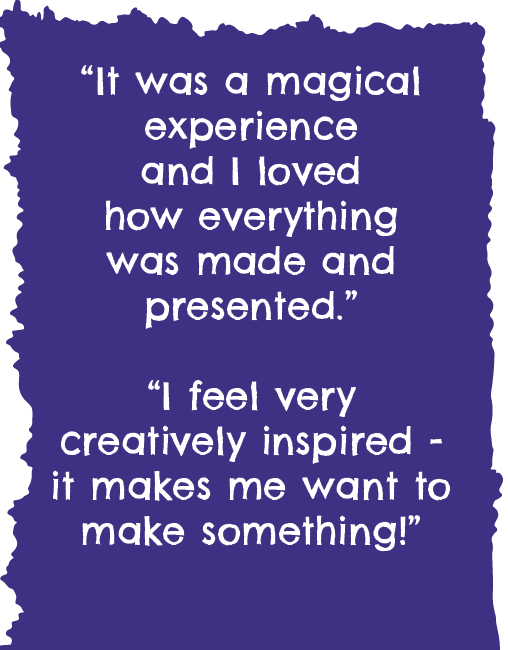 “It was a magical
experience
and I loved
how everything
was made and
presented.”
“I feel very
creatively inspired -
it makes me want to
make something!”